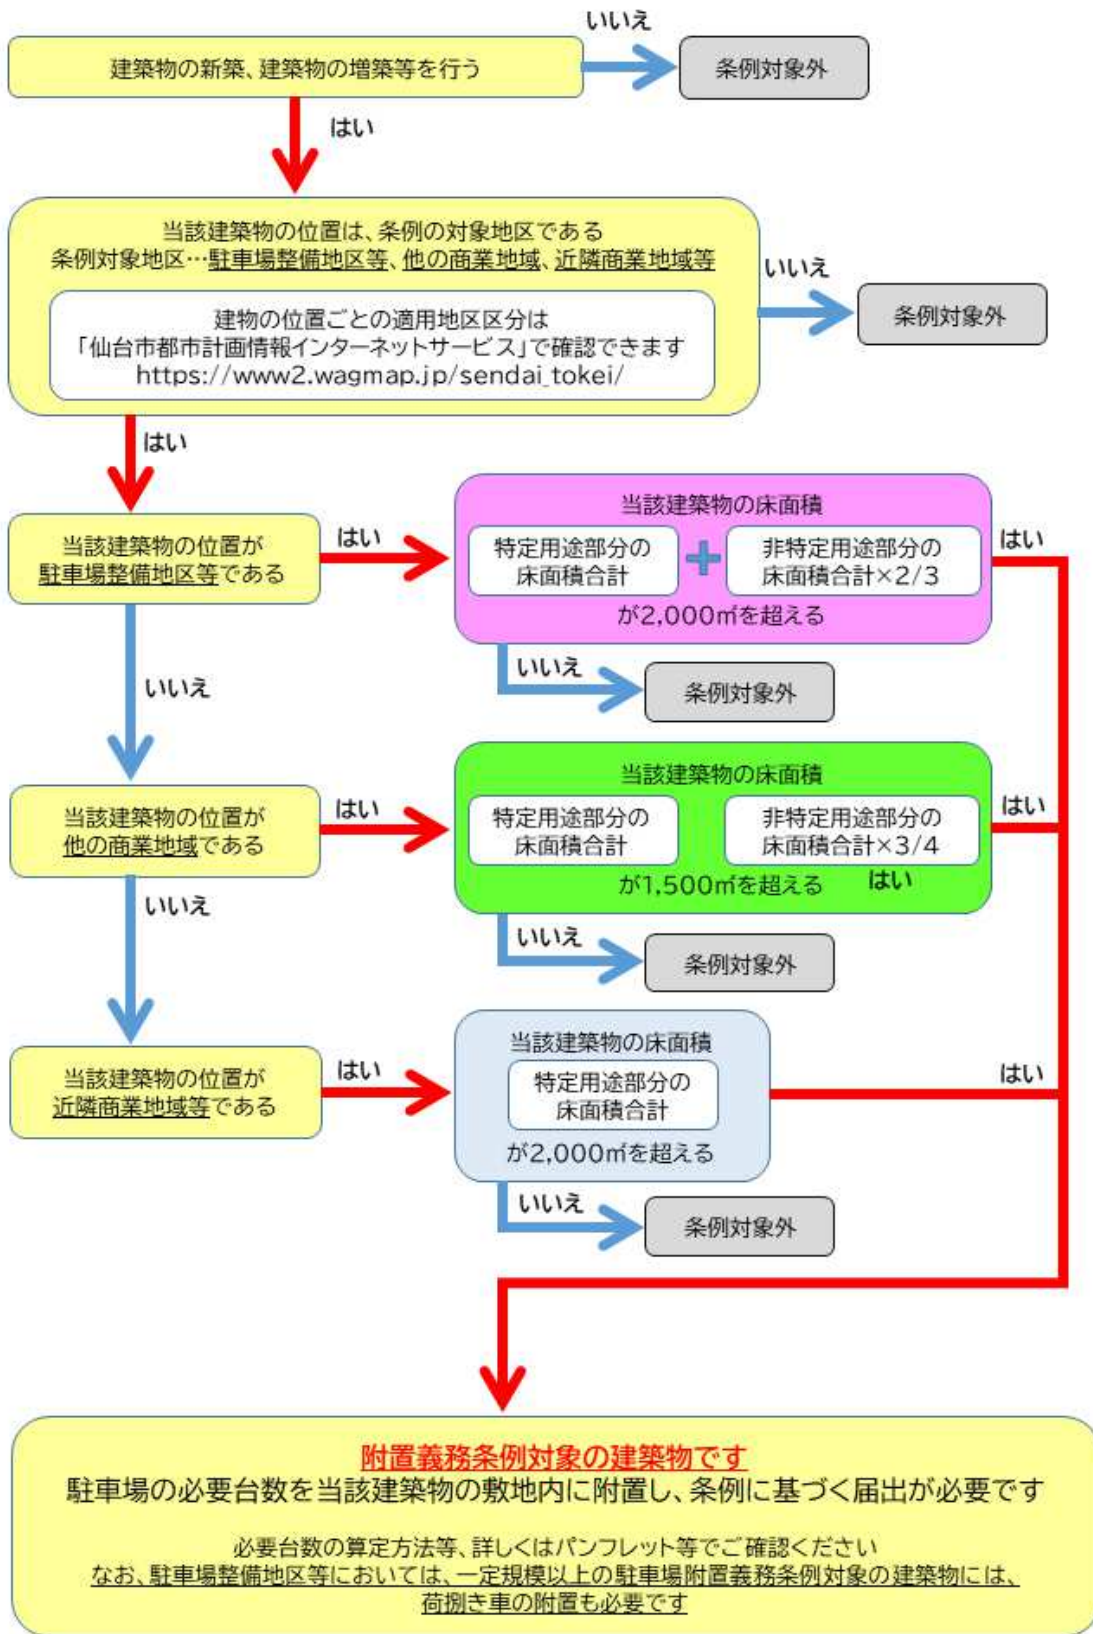 いいえ
建築物の新築、建築物の増築等を行う
条例対象外
はい
当該建築物の位置は、条例の対象地区である
条例対象地区…駐車場整備地区等、他の商業地域、近隣商業地域等
いいえ
建物の位置ごとの適用地区区分は
「仙台市都市計画情報インターネットサービス」で確認できます
https://www2.wagmap.jp/sendai_tokei/
条例対象外
はい
当該建築物の位置が
駐車場整備地区等である
はい
当該建築物の床面積
特定用途部分の
床面積合計
+
非特定用途部分の
床面積合計×2/3
が2,000㎡を超える
はい
いいえ
条例対象外
いいえ
当該建築物の位置が
他の商業地域である
はい
当該建築物の床面積
特定用途部分の
床面積合計
非特定用途部分の
床面積合計×3/4
が1,500㎡を超える
はい
はい
いいえ
条例対象外
いいえ
当該建築物の位置が
近隣商業地域等である
はい
当該建築物の床面積
特定用途部分の
床面積合計
が2,000㎡を超える
はい
いいえ
条例対象外
附置義務条例対象の建築物です
駐車場の必要台数を当該建築物の敷地内に附置し、条例に基づく届出が必要です
必要台数の算定方法等、詳しくはパンフレット等でご確認ください
なお、駐車場整備地区等においては、一定規模以上の駐車場附置義務条例対象の建築物には、
荷捌き車の附置も必要です